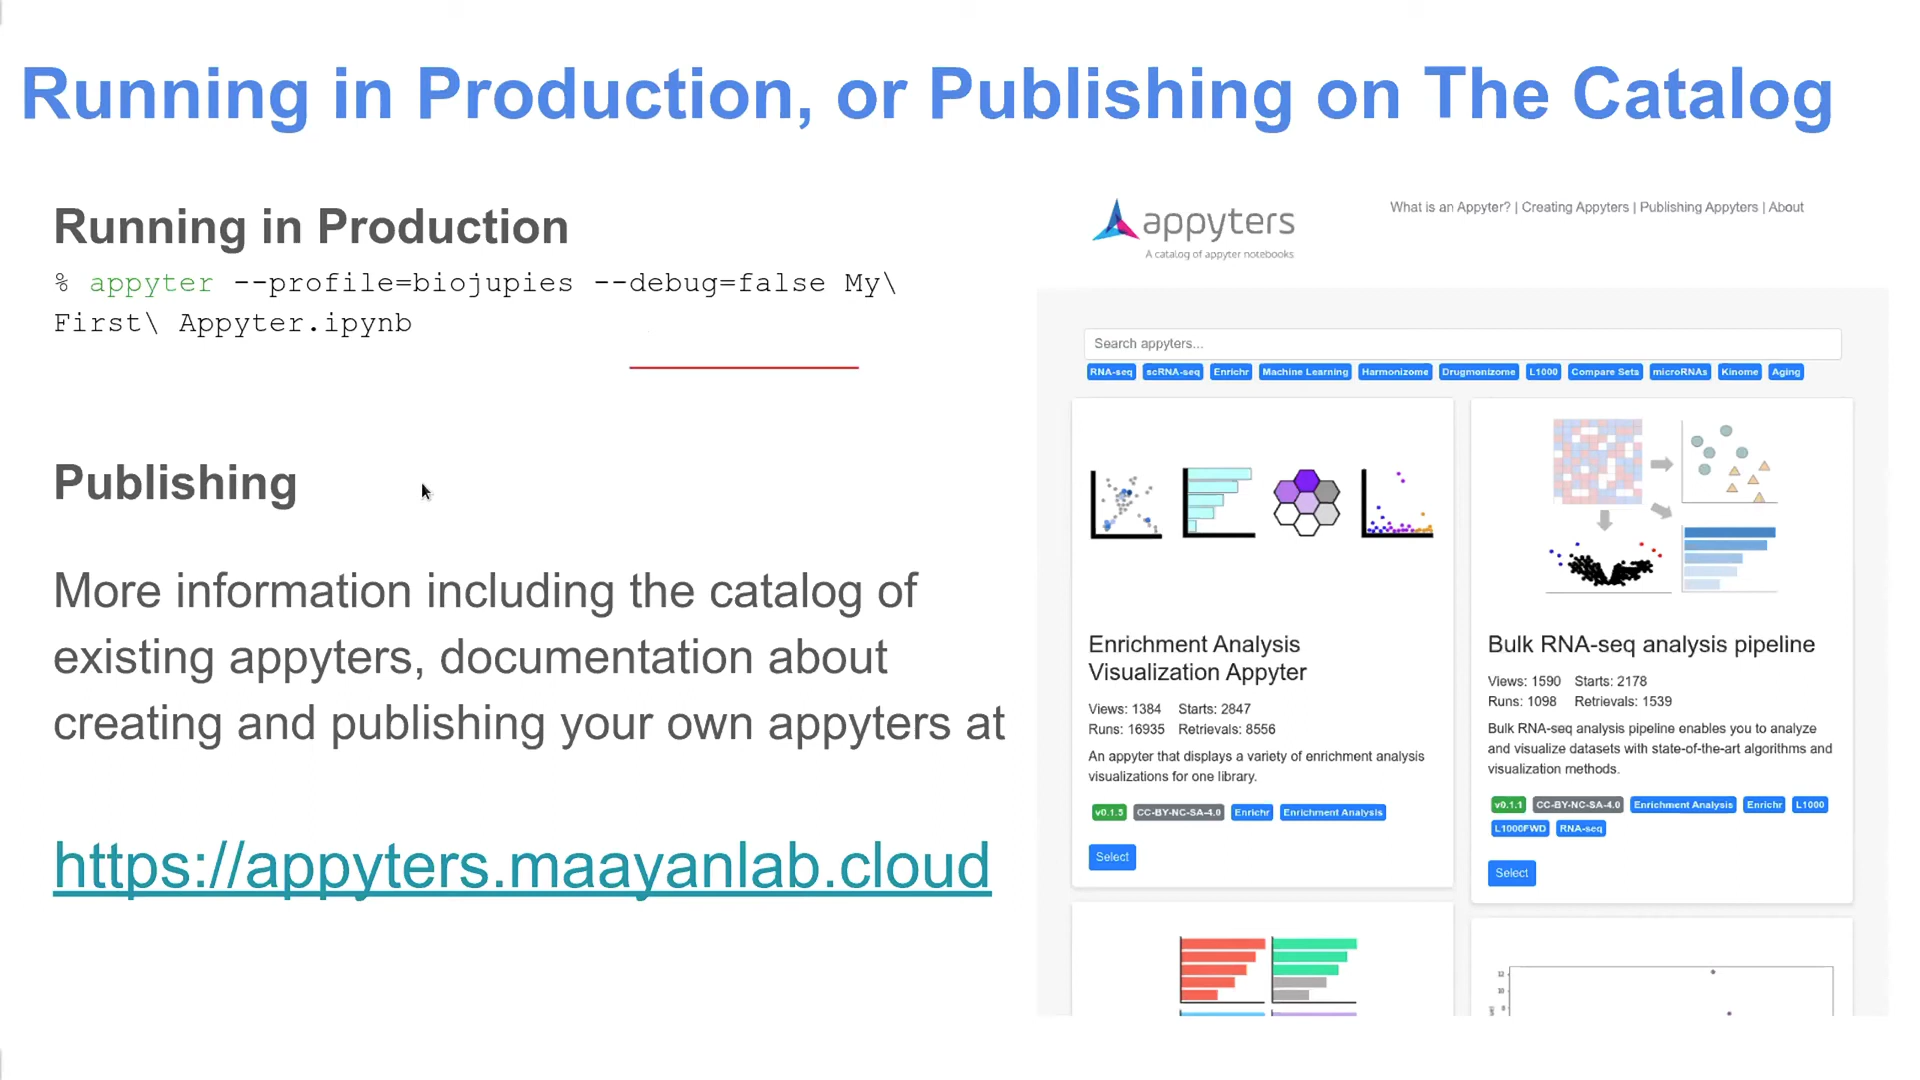 Running in Production, or Publishing on The Catalog
Running in Production
% appyter --profile=biojupies --debug=false My\
First\ Appyter.ipynb
Publishing
More information including the catalog of
existing appyters, documentation about
creating and publishing your own appyters at
https://appyters.maayanlab.cloud
appyters
A catalog of appyter notebooks
What is an Appyter? | Creating Appyters | Publishing Appyters | About
Search appyters...
RNA-seq scRNA-seq Enrichr Machine Learning Harmonizome Drugmonizome L1000 Compare Sets microRNAs Kinome Aging
Enrichment Analysis
Visualization Appyter
Views: 1384 Starts: 2847
Runs: 16935 Retrievals: 8556
An appyter that displays a variety of enrichment analysis
visualizations for one library.
v0.1.5 CC-BY-NC-SA-4.0 Enrichr Enrichment Analysis
Select
Bulk RNA-seq analysis pipeline
Views: 1590 Starts: 2178
Runs: 1098 Retrievals: 1539
Bulk RNA-seq analysis pipeline enables you to analyze
and visualize datasets with state-of-the-art algorithms and
visualization methods.
v0.1.1 CC-BY-NC-SA-4.0 Enrichment Analysis Enrichr L1000
L1000FWD RNA-seq
Select
12
10